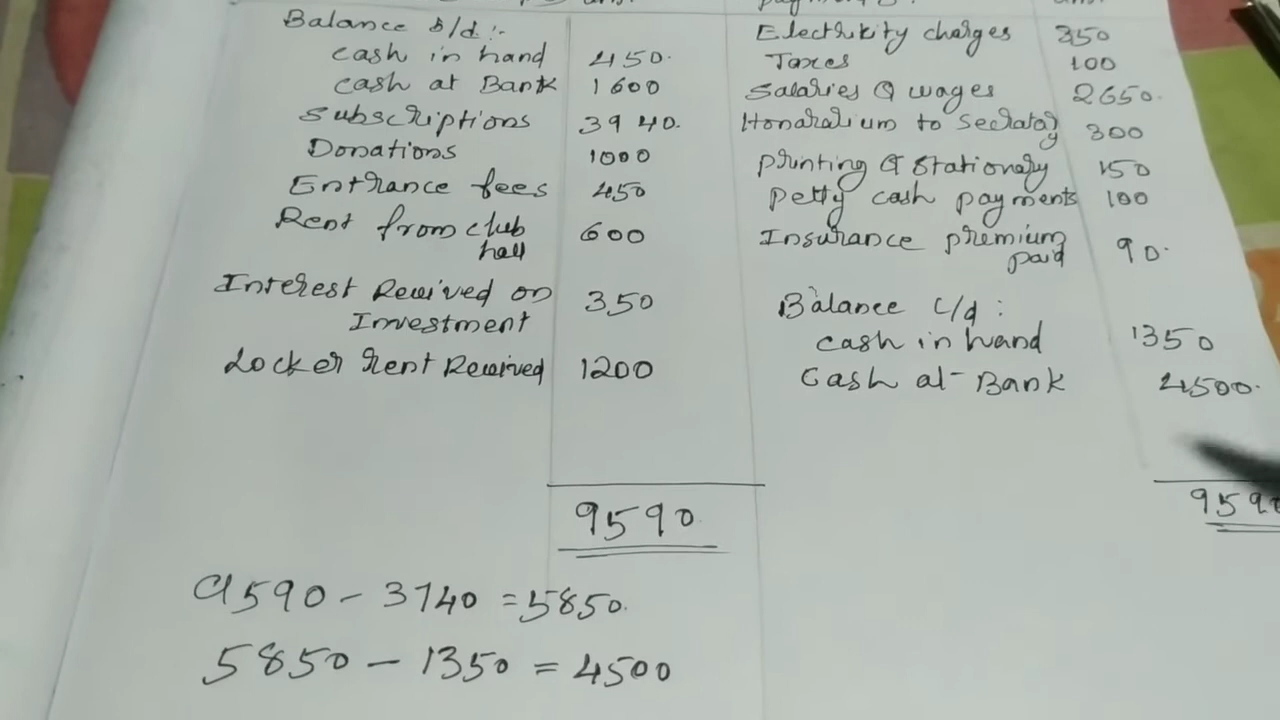 Balance b/d :-
cash in hand 450.
cash at Bank 1600
Subscriptions 3940.
Donations 1000
Entrance fees 450
Rent from club
hall 600
Interest Received on
Investment 350
Locker rent Received 1200
9590
Electricity charges 350
Taxes 100
Salaries & wages 2650.
Honararium to Secretary 300
printing & Stationary 150
petty cash payments 100
Insurance premium
paid 90.
Balance c/d :
cash in hand 1350
Cash at Bank 4500.
9590
9590 - 3740 = 5850.
5850 - 1350 = 4500